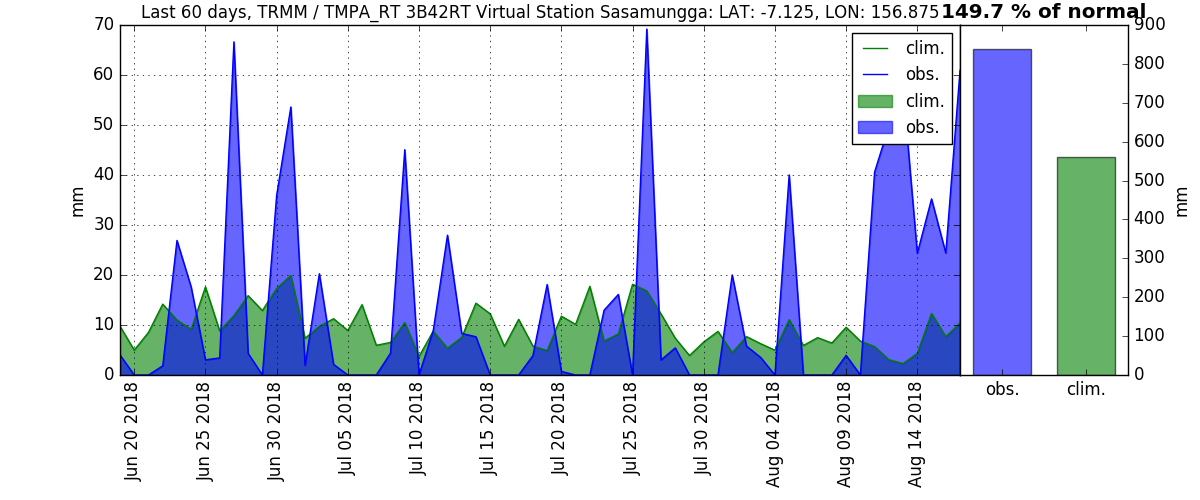 Last 60 days, TRMM / TMPA_RT 3B42RT Virtual Station Sasamungga: LAT: -7.125, LON: 156.875
149.7 % of normal
70
60
50
40
30
20
10
0
mm
clim.
obs.
clim.
obs.
Jun 20 2018
Jun 25 2018
Jun 30 2018
Jul 05 2018
Jul 10 2018
Jul 15 2018
Jul 20 2018
Jul 25 2018
Jul 30 2018
Aug 04 2018
Aug 09 2018
Aug 14 2018
900
800
700
600
500
400
300
200
100
0
mm
obs.
clim.